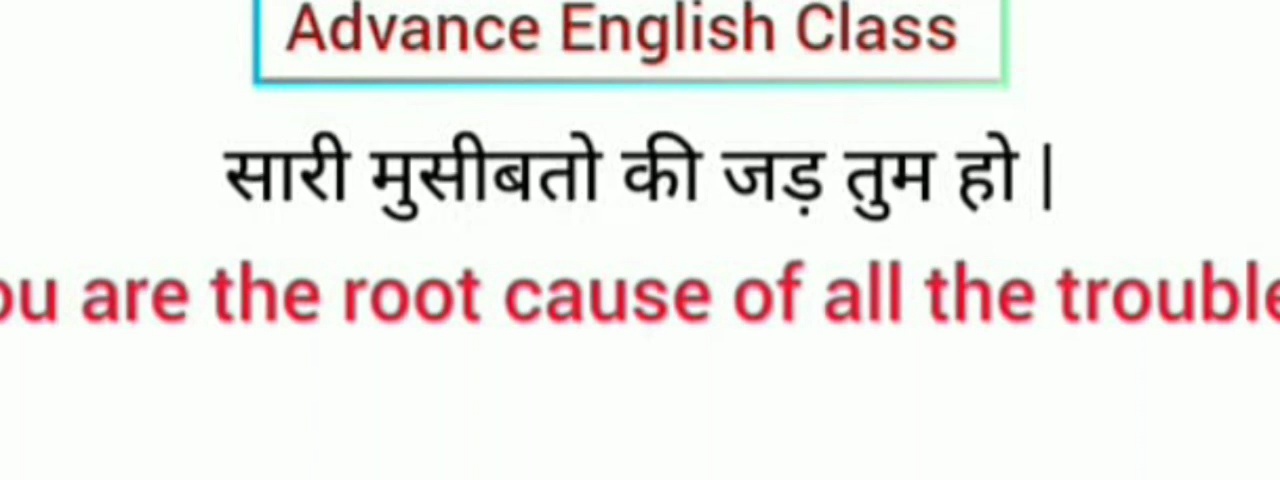 Advance English Class
सारी मुसीबतो की जड़ तुम हो |
ou are the root cause of all the trouble